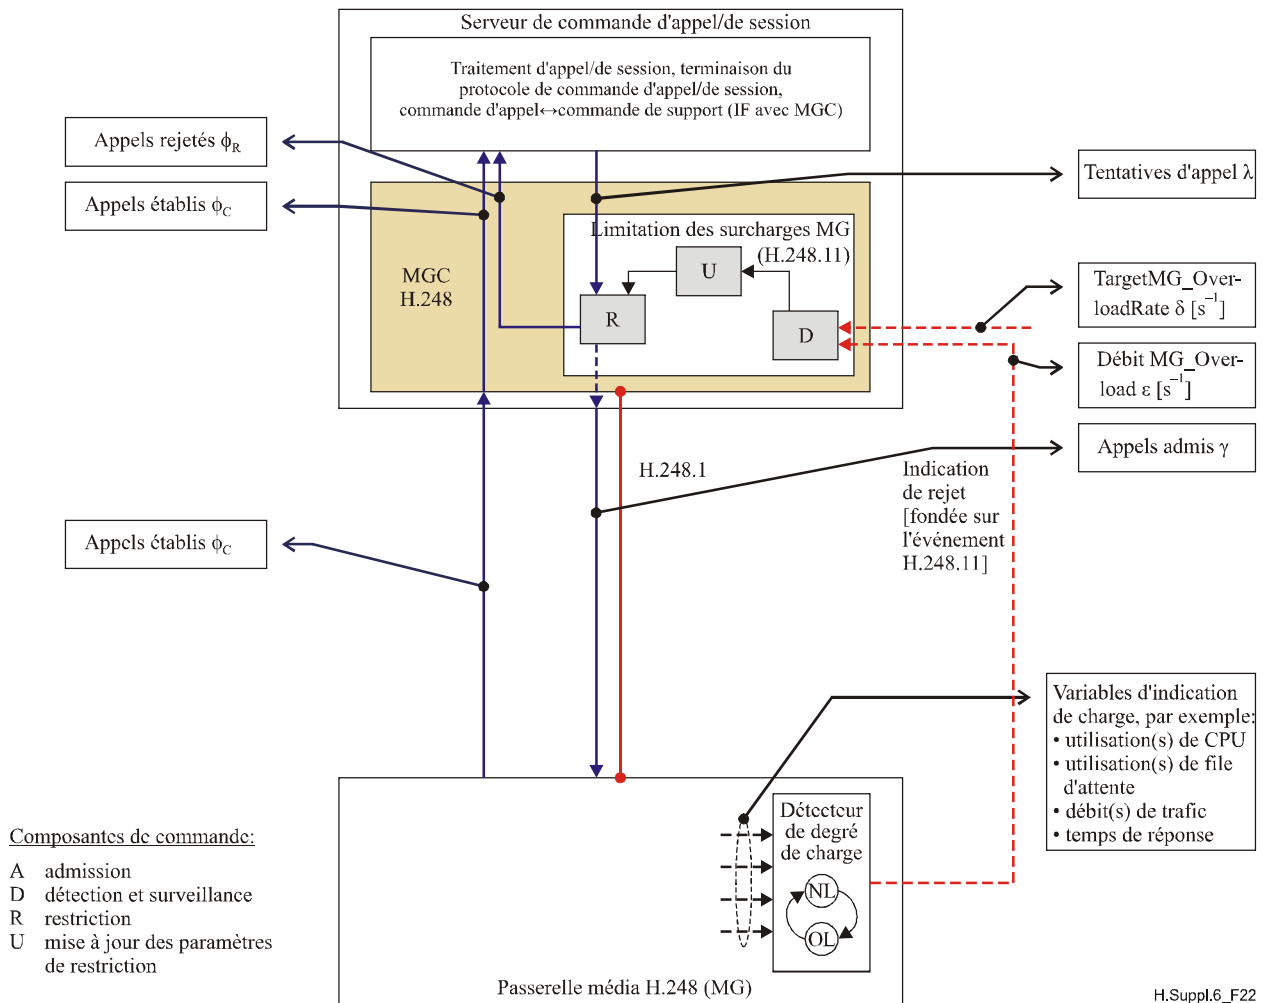 Serveur de commande d'appel/de session
Traitement d'appel/de session, terminaison du
protocole de commande d'appel/de session,
commande d'appel↔commande de support (IF avec MGC)
Appels rejetés ϕR
Appels établis ϕC
Tentatives d'appel λ
Limitation des surcharges MG
(H.248.11)
MGC
H.248
U
R
D
TargetMG_Over-
loadRate δ [s⁻¹]
Débit MG_Over-
load ε [s⁻¹]
Appels admis γ
H.248.1
Indication
de rejet
[fondée sur
l'événement
H.248.11]
Appels établis ϕC
Variables d'indication
de charge, par exemple:
• utilisation(s) de CPU
• utilisation(s) de file
d'attente
• débit(s) de trafic
• temps de réponse
Détecteur
de degré
de charge
NL
OL
Composantes de commande:
A admission
D détection et surveillance
R restriction
U mise à jour des paramètres
de restriction
Passerelle média H.248 (MG)
H.Suppl.6_F22